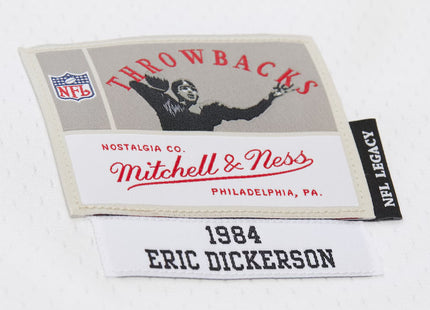 THROWBACKS
NFL
NOSTALGIA CO.
Mitchell & Ness
PHILADELPHIA, PA.
NFL LEGACY
1984
ERIC DICKERSON